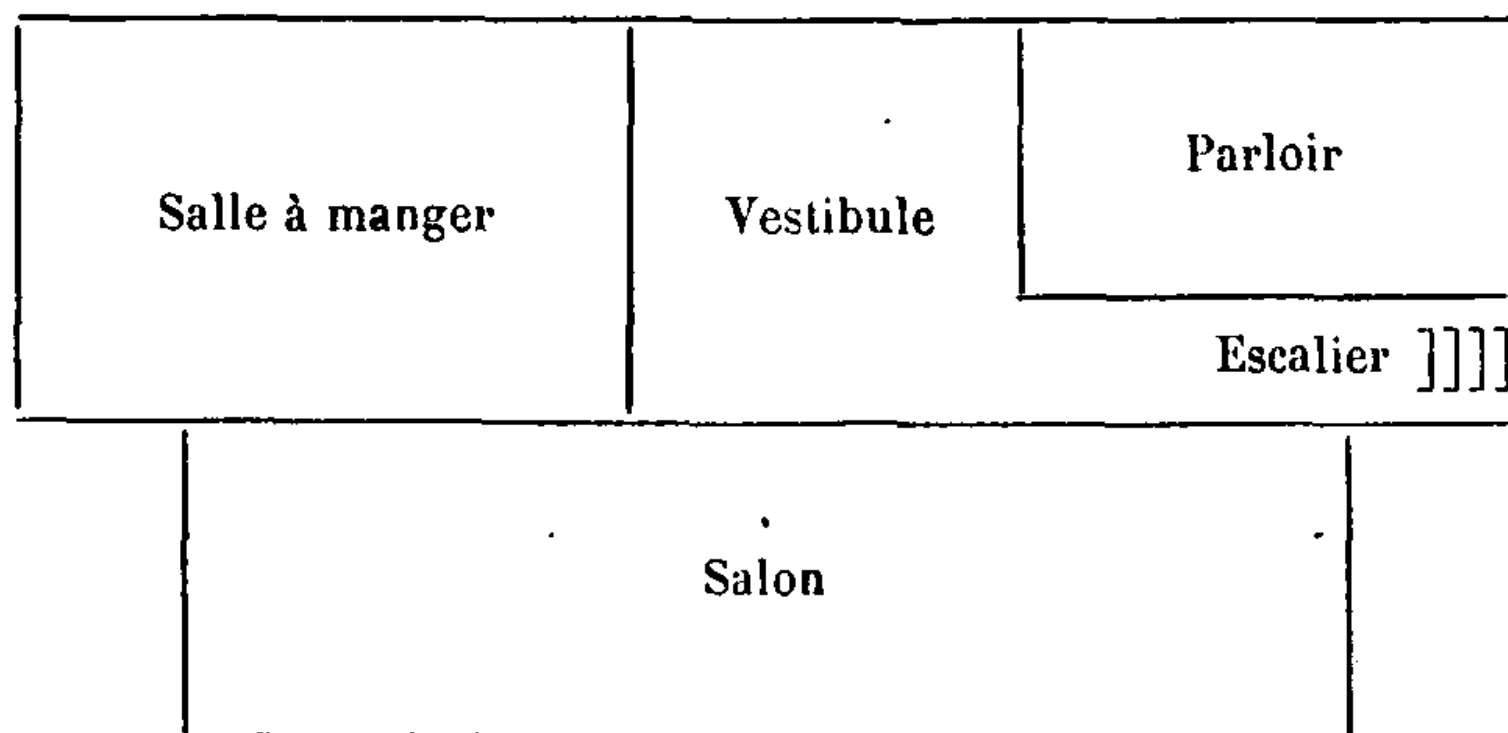 Parloir
Salle à manger
Vestibule
Escalier
Salon